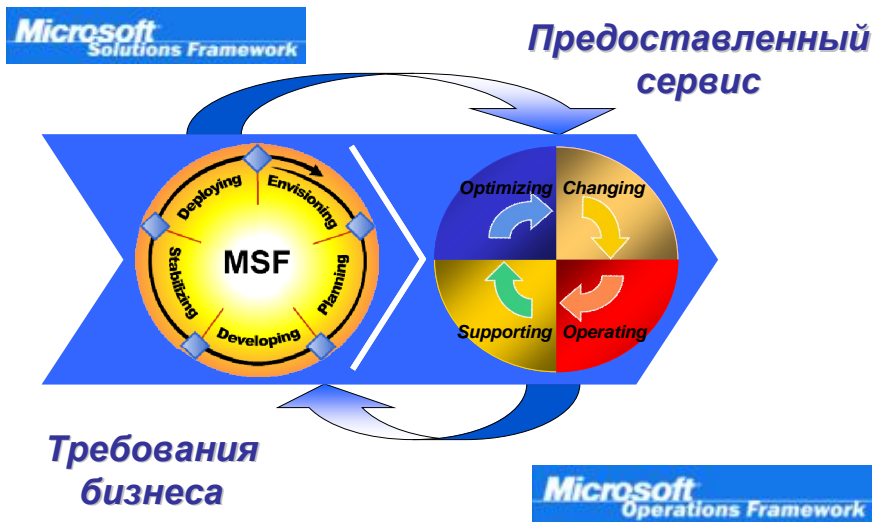 Microsoft
Solutions Framework
Предоставленный
сервис
Deploying
Envisioning
Stabilizing
MSF
Planning
Developing
Optimizing
Changing
Supporting
Operating
Требования
бизнеса
Microsoft
Operations Framework